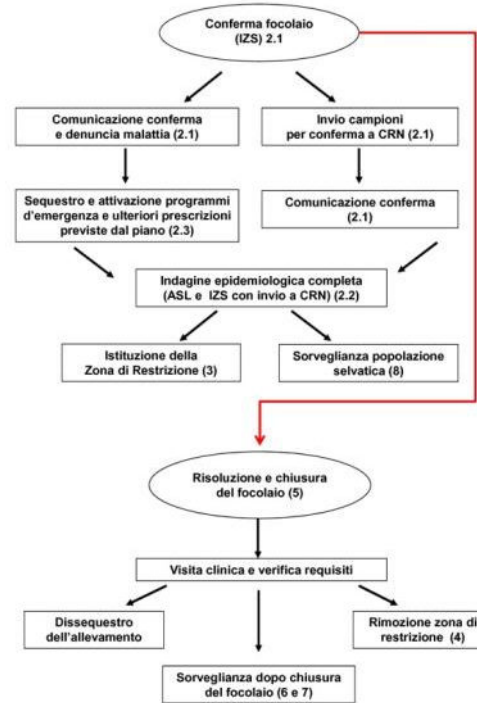 Conferma focolaio
(IZS) 2.1
Comunicazione conferma
e denuncia malattia (2.1)
Invio campioni
per conferma a CRN (2.1)
Sequestro e attivazione programmi
d'emergenza e ulteriori prescrizioni
previste dal piano (2.3)
Comunicazione conferma
(2.1)
Indagine epidemiologica completa
(ASL e IZS con invio a CRN) (2.2)
Istituzione della
Zona di Restrizione (3)
Sorveglianza popolazione
selvatica (8)
Risoluzione e chiusura
del focolaio (5)
Visita clinica e verifica requisiti
Dissequestro
dell'allevamento
Rimozione zona di
restrizione (4)
Sorveglianza dopo chiusura
del focolaio (6 e 7)